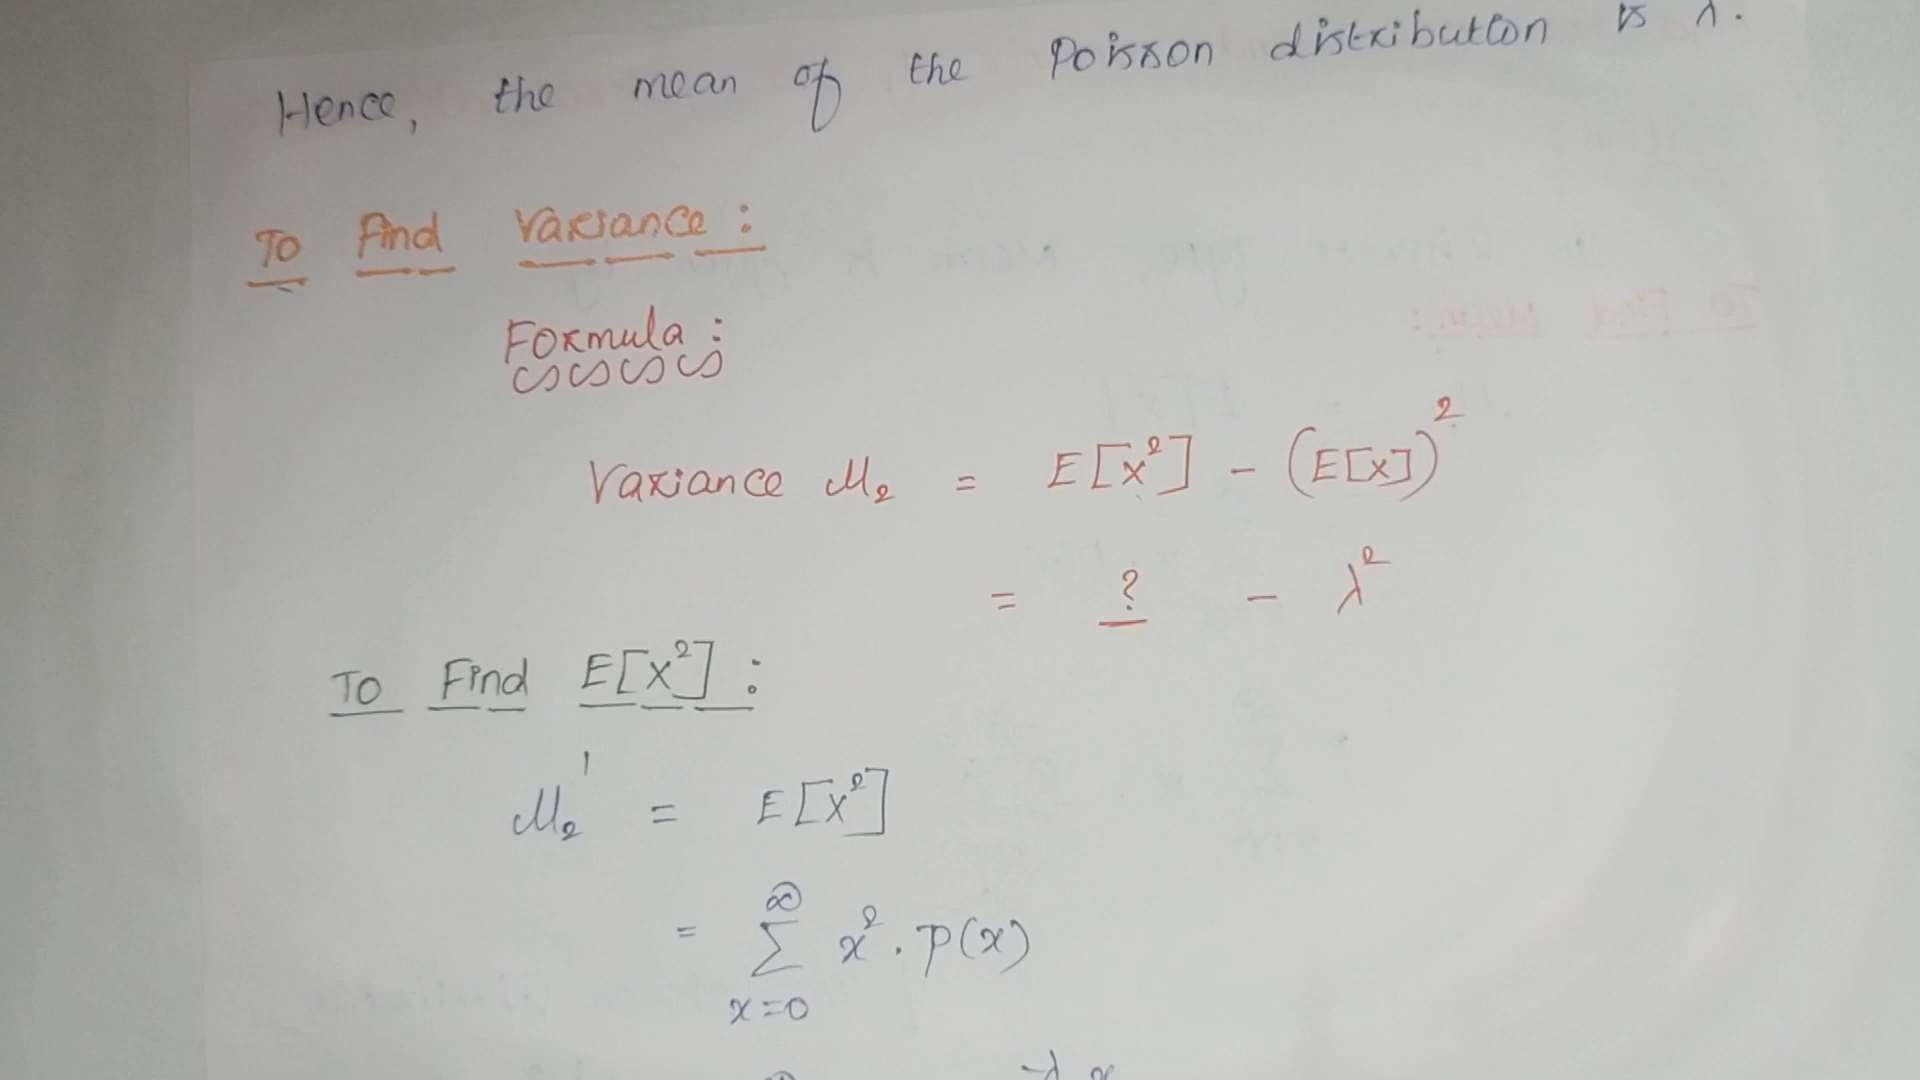 Hence, the mean of the Poisson distribution is λ.
To Find Variance :
Formula :
Variance μ₂ = E[x²] - (E[x])²
= ? - λ²
To Find E[x²] :
μ₂' = E[x²]
= ∞ Σ x=0 x². p(x)